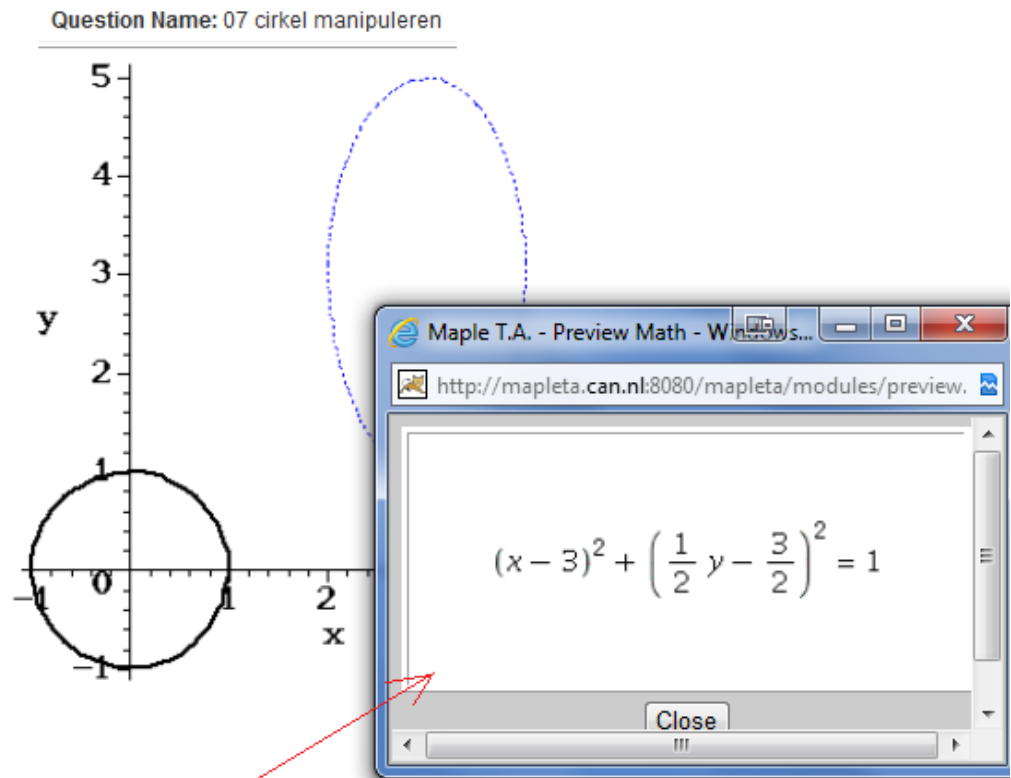 Question Name: 07 cirkel manipuleren
5
4
3
y
2
1
0
-1
1
2
x
-1
Maple T.A. - Preview Math - Windows...
http://mapleta.can.nl:8080/mapleta/modules/preview.
(x − 3)² + (1/2 y − 3/2)² = 1
Close